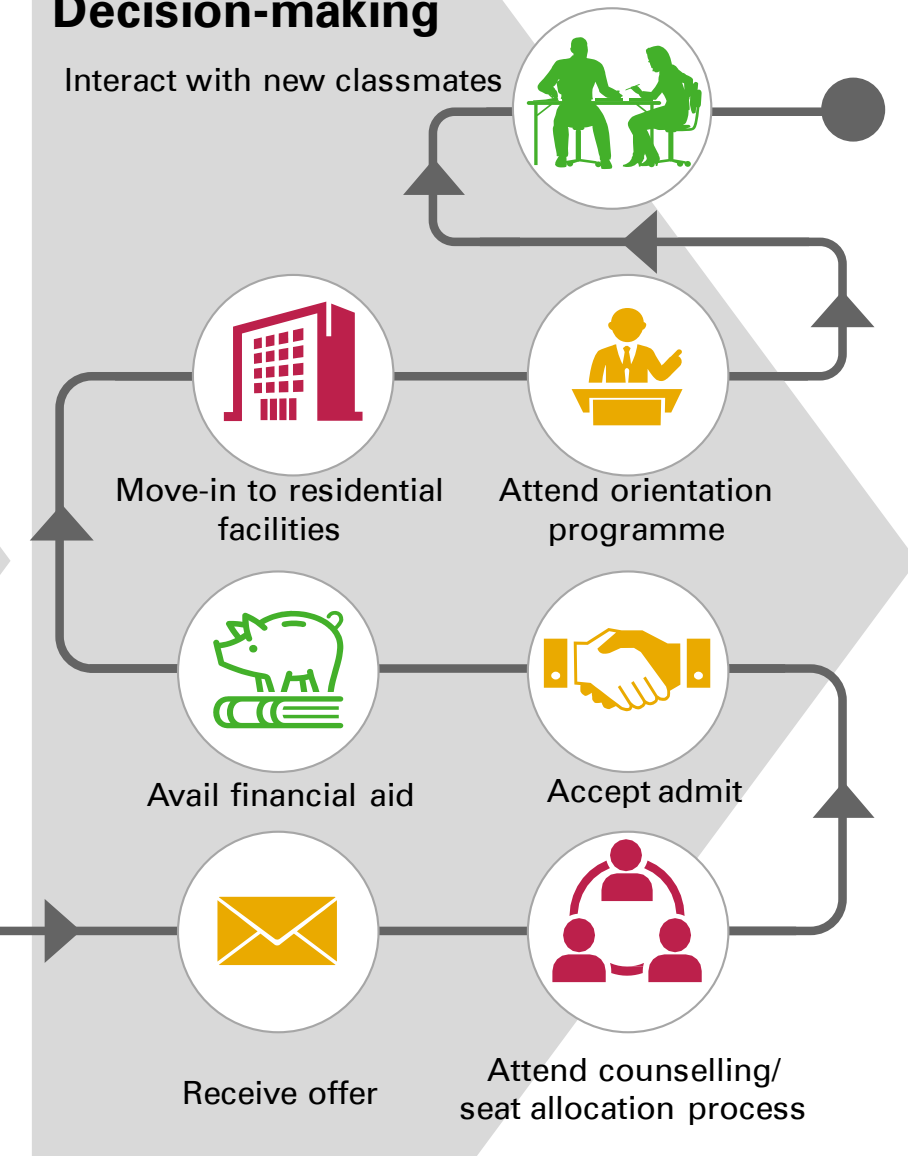 Decision-making
Interact with new classmates
Move-in to residential
facilities
Attend orientation
programme
Avail financial aid
Accept admit
Receive offer
Attend counselling/
seat allocation process